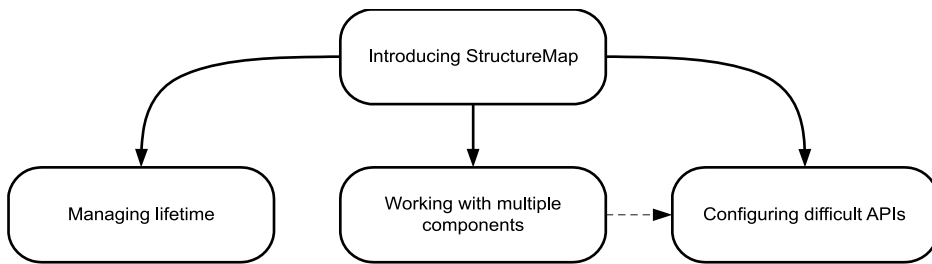 Introducing StructureMap
Managing lifetime
Working with multiple
components
Configuring difficult APIs